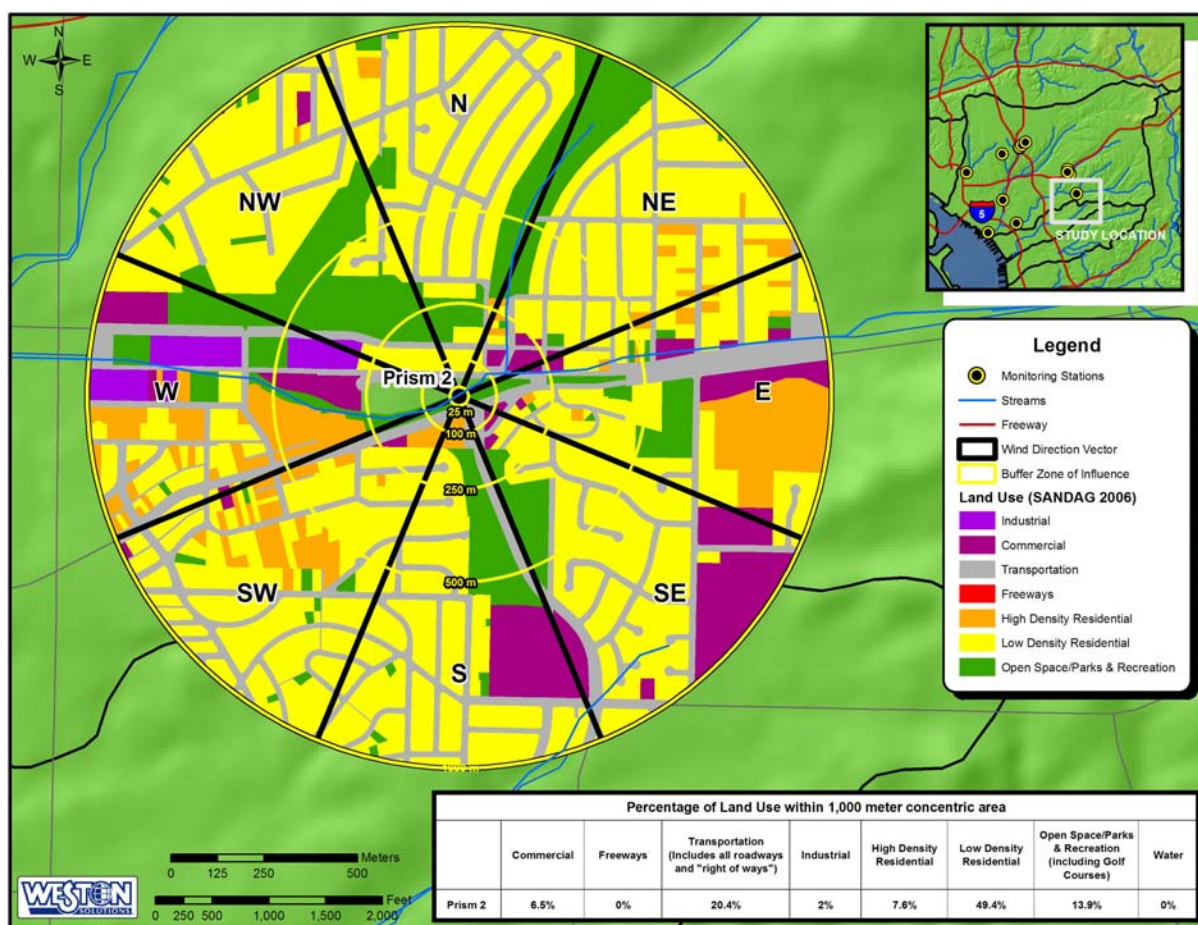 N
W E
S
N
NW
NE
Prism 2
W
E
25 m
100 m
250 m
500 m
SW
SE
S
1000 m
5
STUDY LOCATION
Legend
Monitoring Stations
Streams
Freeway
Wind Direction Vector
Buffer Zone of Influence
Land Use (SANDAG 2006)
Industrial
Commercial
Transportation
Freeways
High Density Residential
Low Density Residential
Open Space/Parks & Recreation
Meters
0 125 250 500
Feet
0 250 500 1,000 1,500 2,000
WESTON
SOLUTIONS
Percentage of Land Use within 1,000 meter concentric area
Commercial
Freeways
Transportation
(Includes all roadways
and "right of ways")
Industrial
High Density
Residential
Low Density
Residential
Open Space/Parks
& Recreation
(including Golf
Courses)
Water
Prism 2 6.5% 0% 20.4% 2% 7.6% 49.4% 13.9% 0%